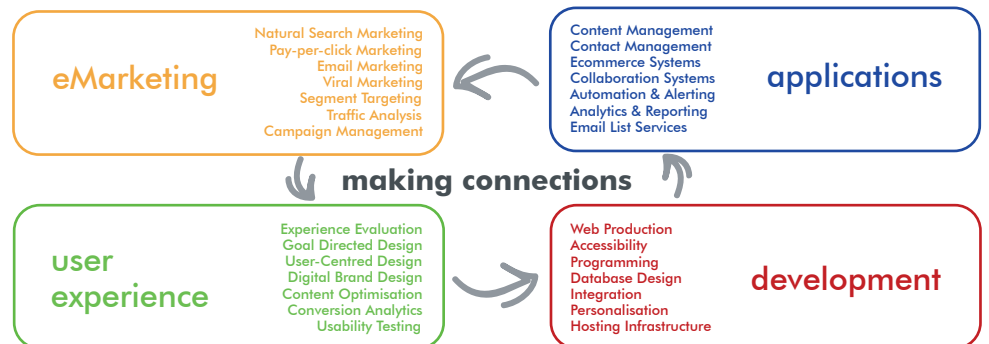 eMarketing
Natural Search Marketing
Pay-per-click Marketing
Email Marketing
Viral Marketing
Segment Targeting
Traffic Analysis
Campaign Management
Content Management
Contact Management
Ecommerce Systems
Collaboration Systems
Automation & Alerting
Analytics & Reporting
Email List Services
applications
making connections
user
experience
Experience Evaluation
Goal Directed Design
User-Centred Design
Digital Brand Design
Content Optimisation
Conversion Analytics
Usability Testing
Web Production
Accessibility
Programming
Database Design
Integration
Personalisation
Hosting Infrastructure
development